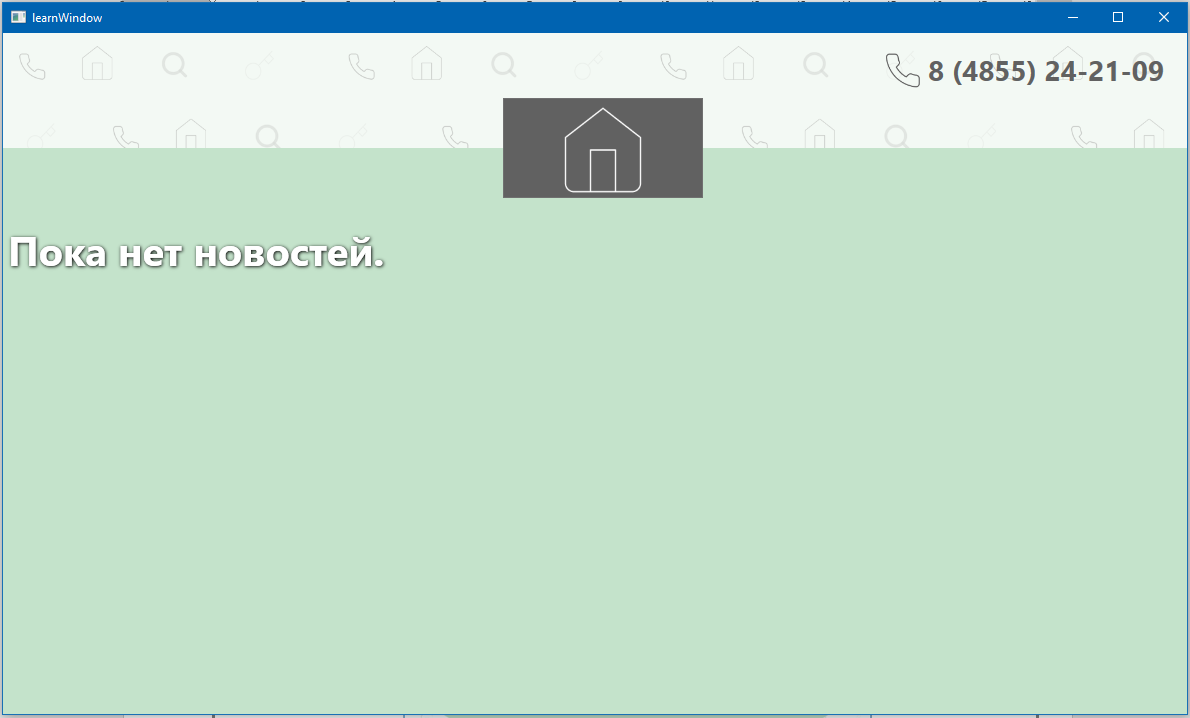 learnWindow
8 (4855) 24-21-09
Пока нет новостей.